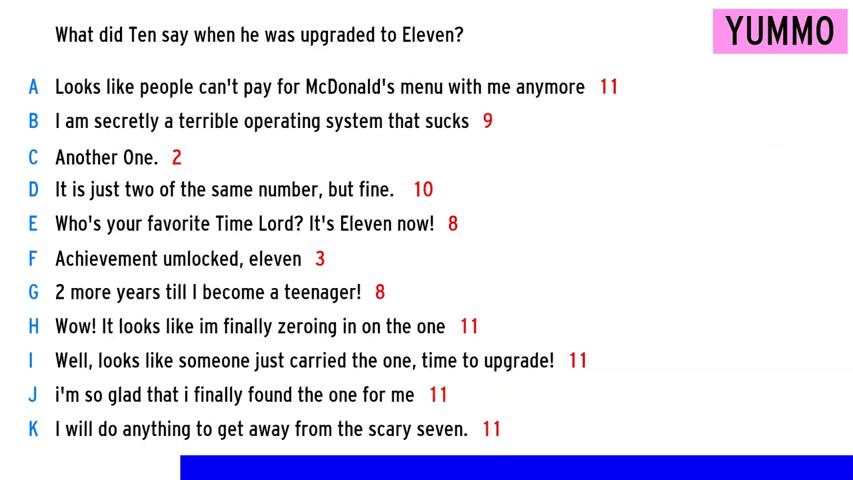 What did Ten say when he was upgraded to Eleven?
YUMMO
A Looks like people can't pay for McDonald's menu with me anymore 11
B I am secretly a terrible operating system that sucks 9
C Another One. 2
D It is just two of the same number, but fine. 10
E Who's your favorite Time Lord? It's Eleven now! 8
F Achievement umlocked, eleven 3
G 2 more years till I become a teenager! 8
H Wow! It looks like im finally zeroing in on the one 11
I Well, looks like someone just carried the one, time to upgrade! 11
J i'm so glad that i finally found the one for me 11
K I will do anything to get away from the scary seven. 11